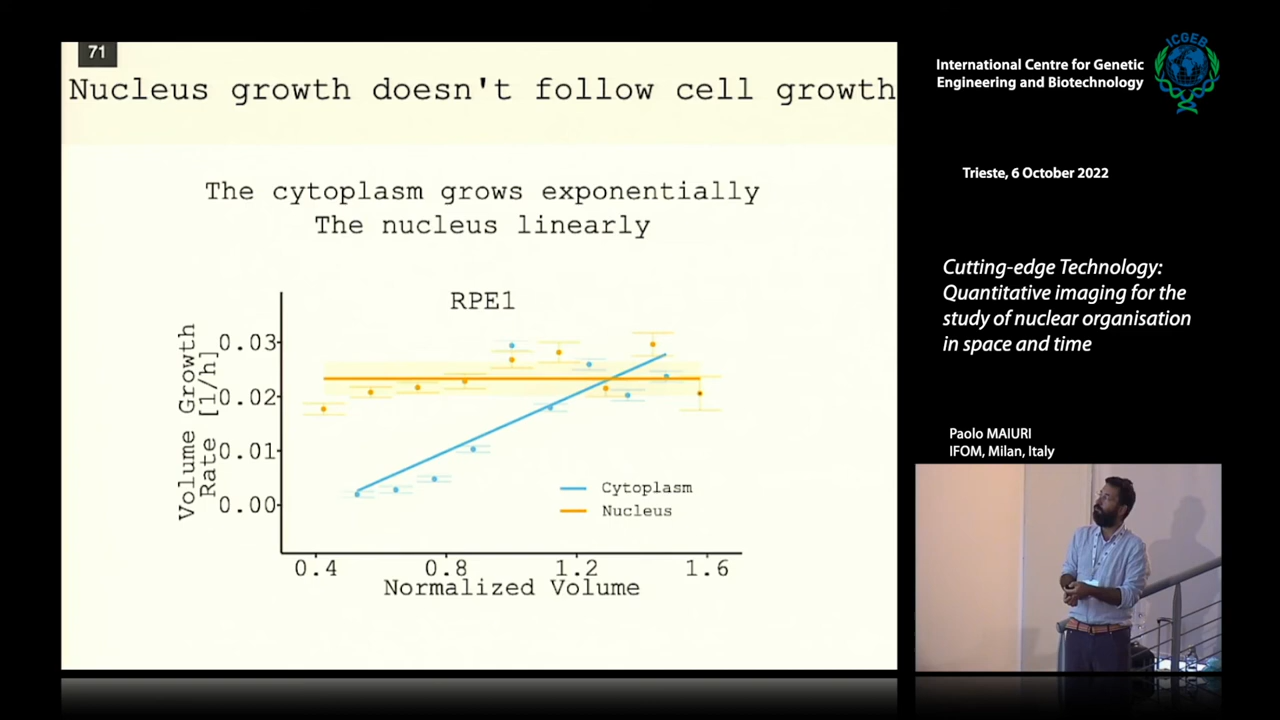 71
Nucleus growth doesn't follow cell growth
The cytoplasm grows exponentially
The nucleus linearly
RPE1
Volume Growth
Rate [1/h]
0.03
0.02
0.01
0.00
Cytoplasm
Nucleus
0.4 0.8 1.2 1.6
Normalized Volume
International Centre for Genetic
Engineering and Biotechnology
ICGEB
Trieste, 6 October 2022
Cutting-edge Technology:
Quantitative imaging for the
study of nuclear organisation
in space and time
Paolo MAIURI
IFOM, Milan, Italy